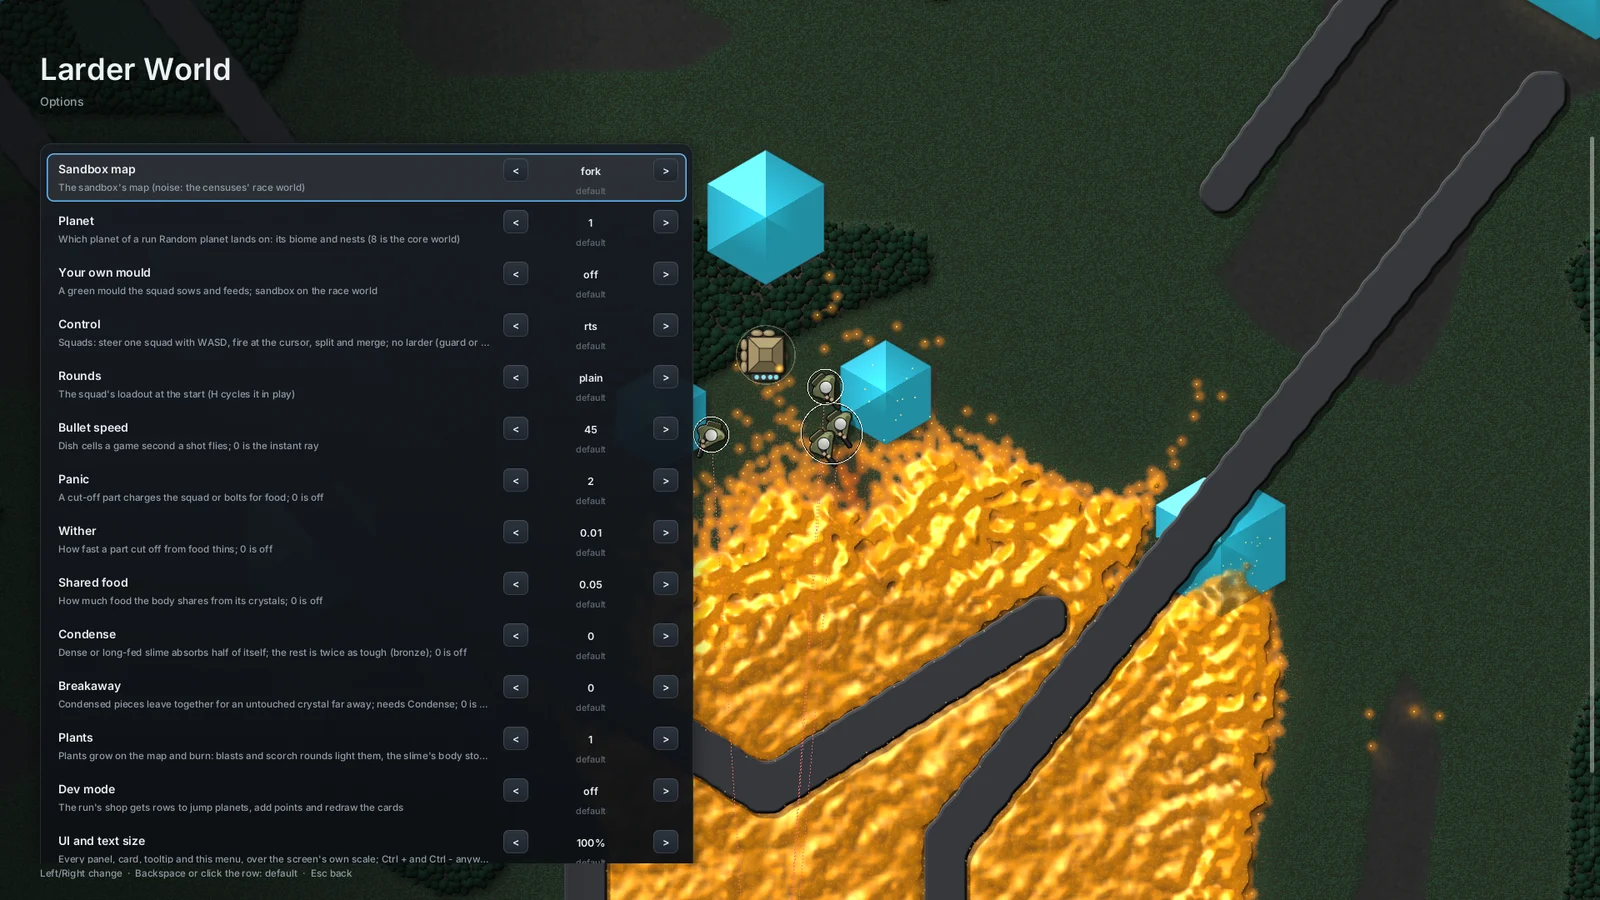 Larder World
Options
Sandbox map
The sandbox's map (noise: the censuses' race world)
< fork >
default
Planet
Which planet of a run Random planet lands on: its biome and nests (8 is the core world)
< 1 >
default
Your own mould
A green mould the squad sows and feeds; sandbox on the race world
< off >
default
Control
Squads: steer one squad with WASD, fire at the cursor, split and merge; no larder (guard or ...
< rts >
default
Rounds
The squad's loadout at the start (H cycles it in play)
< plain >
default
Bullet speed
Dish cells a game second a shot flies; 0 is the instant ray
< 45 >
default
Panic
A cut-off part charges the squad or bolts for food; 0 is off
< 2 >
default
Wither
How fast a part cut off from food thins; 0 is off
< 0.01 >
default
Shared food
How much food the body shares from its crystals; 0 is off
< 0.05 >
default
Condense
Dense or long-fed slime absorbs half of itself; the rest is twice as tough (bronze); 0 is off
< 0 >
default
Breakaway
Condensed pieces leave together for an untouched crystal far away; needs Condense; 0 is ...
< 0 >
default
Plants
Plants grow on the map and burn: blasts and scorch rounds light them, the slime's body sto...
< 1 >
default
Dev mode
The run's shop gets rows to jump planets, add points and redraw the cards
< off >
default
UI and text size
Every panel, card, tooltip and this menu, over the screen's own scale; Ctrl + and Ctrl - anyw...
< 100% >
default
Left/Right change · Backspace or click the row: default · Esc back